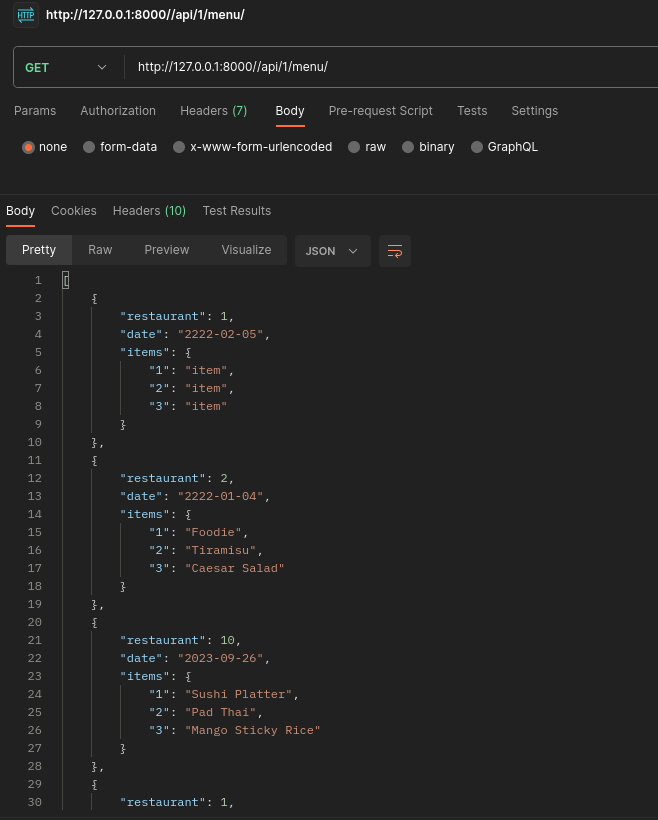 HTTP http://127.0.0.1:8000//api/1/menu/
GET http://127.0.0.1:8000//api/1/menu/
Params Authorization Headers (7) Body Pre-request Script Tests Settings
none form-data x-www-form-urlencoded raw binary GraphQL
Body Cookies Headers (10) Test Results
Pretty Raw Preview Visualize JSON
1 [
2 {
3 "restaurant": 1,
4 "date": "2222-02-05",
5 "items": {
6 "1": "item",
7 "2": "item",
8 "3": "item"
9 }
10 },
11 {
12 "restaurant": 2,
13 "date": "2222-01-04",
14 "items": {
15 "1": "Foodie",
16 "2": "Tiramisu",
17 "3": "Caesar Salad"
18 }
19 },
20 {
21 "restaurant": 10,
22 "date": "2023-09-26",
23 "items": {
24 "1": "Sushi Platter",
25 "2": "Pad Thai",
26 "3": "Mango Sticky Rice"
27 }
28 },
29 {
30 "restaurant": 1,